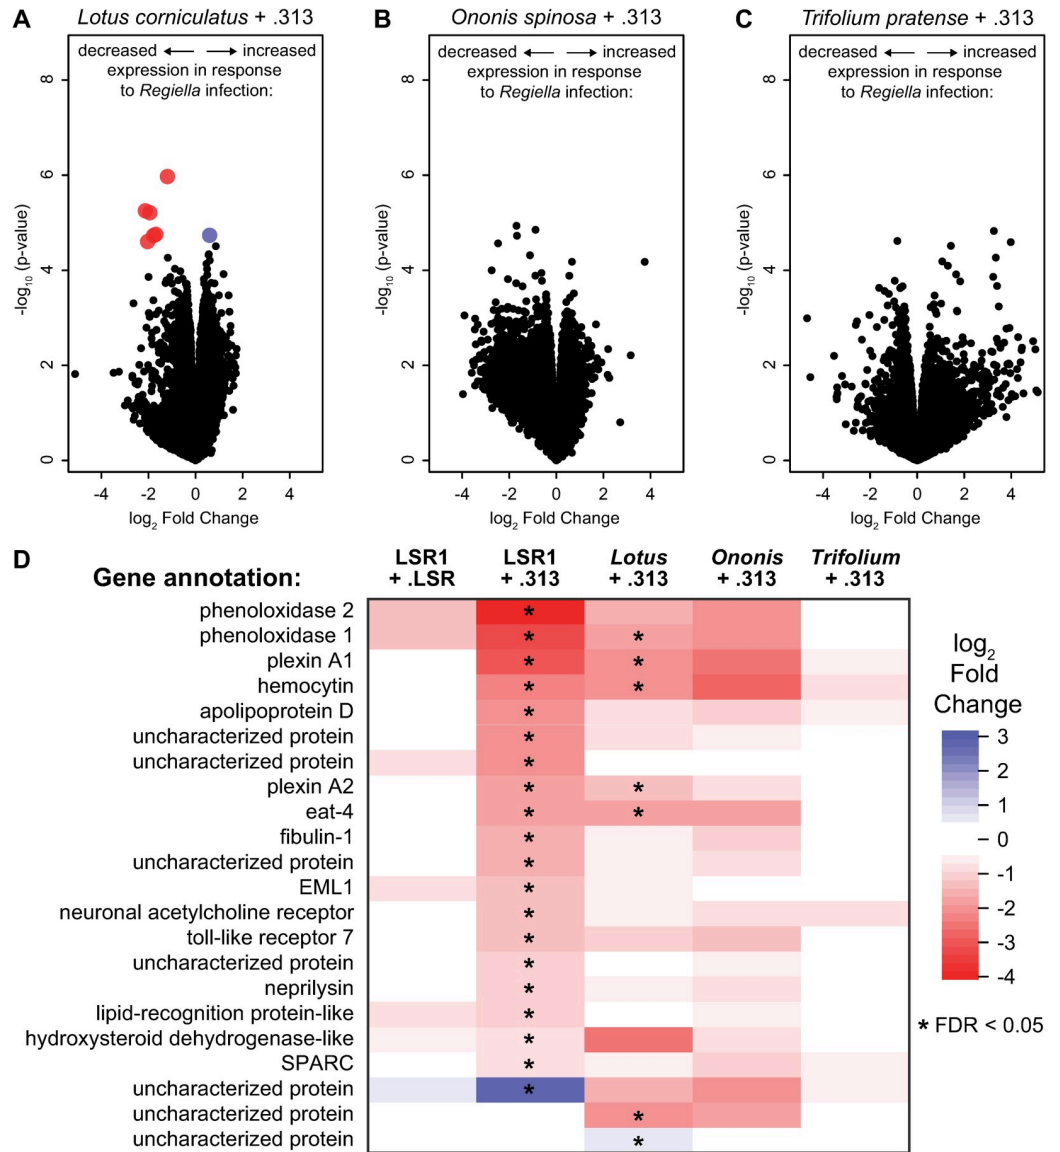 A Lotus corniculatus + .313
decreased ← → increased
expression in response
to Regiella infection:
8
6
4
2
0
-log10 (p-value)
-4 -2 0 2 4
log2 Fold Change
B Ononis spinosa + .313
decreased ← → increased
expression in response
to Regiella infection:
8
6
4
2
0
-log10 (p-value)
-4 -2 0 2 4
log2 Fold Change
C Trifolium pratense + .313
decreased ← → increased
expression in response
to Regiella infection:
8
6
4
2
0
-log10 (p-value)
-4 -2 0 2 4
log2 Fold Change
D
Gene annotation:
LSR1
+ .LSR
LSR1
+ .313
Lotus
+ .313
Ononis
+ .313
Trifolium
+ .313
phenoloxidase 2 *
phenoloxidase 1 * *
plexin A1 * *
hemocytin * *
apolipoprotein D *
uncharacterized protein *
uncharacterized protein *
plexin A2 * *
eat-4 * *
fibulin-1 *
uncharacterized protein *
EML1 *
neuronal acetylcholine receptor *
toll-like receptor 7 *
uncharacterized protein *
neprilysin *
lipid-recognition protein-like *
hydroxysteroid dehydrogenase-like *
SPARC *
uncharacterized protein *
uncharacterized protein *
uncharacterized protein *
log2
Fold
Change
3
2
1
0
-1
-2
-3
-4
* FDR < 0.05